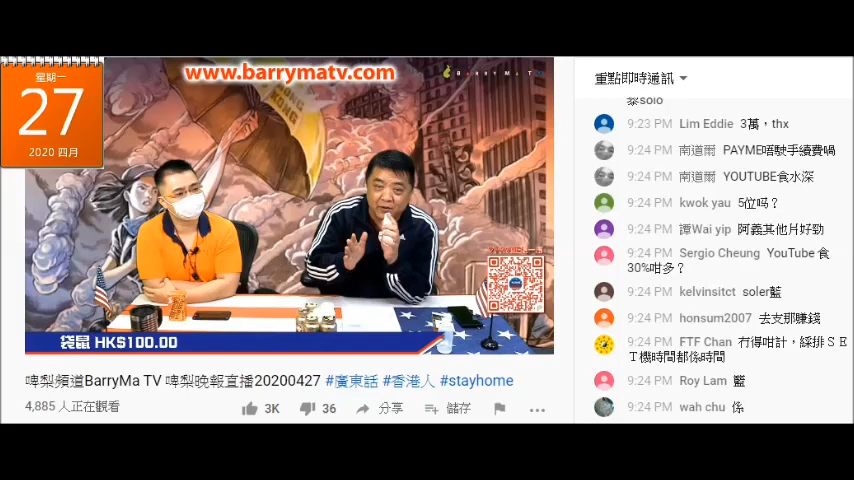 www.barrymatv.com
BARRY MA TV
星期一
27
2020 四月
重點即時通訊
黎solo
9:23 PM Lim Eddie 3萬，thx
9:24 PM 南道爾 PAYME唔駛手續費喎
9:24 PM 南道爾 YOUTUBE食水深
9:24 PM kwok yau 5位吗？
9:24 PM 譚Wai yip 阿義其他片好勁
9:24 PM Sergio Cheung YouTube 食
30%咁多？
9:24 PM kelvinsitct soler藍
9:24 PM honsum2007 去支那賺錢
9:24 PM FTF Chan 冇得咁計，綵排ＳＥ
Ｔ機時間都係時間
9:24 PM Roy Lam 藍
9:24 PM wah chu 係
袋鼠 HK$100.00
啤梨頻道BarryMa TV 啤梨晚報直播20200427 #廣東話 #香港人 #stayhome
4,885 人正在觀看
3K
36
分享
儲存